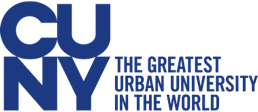 CU
NY
THE GREATEST
URBAN UNIVERSITY
IN THE WORLD